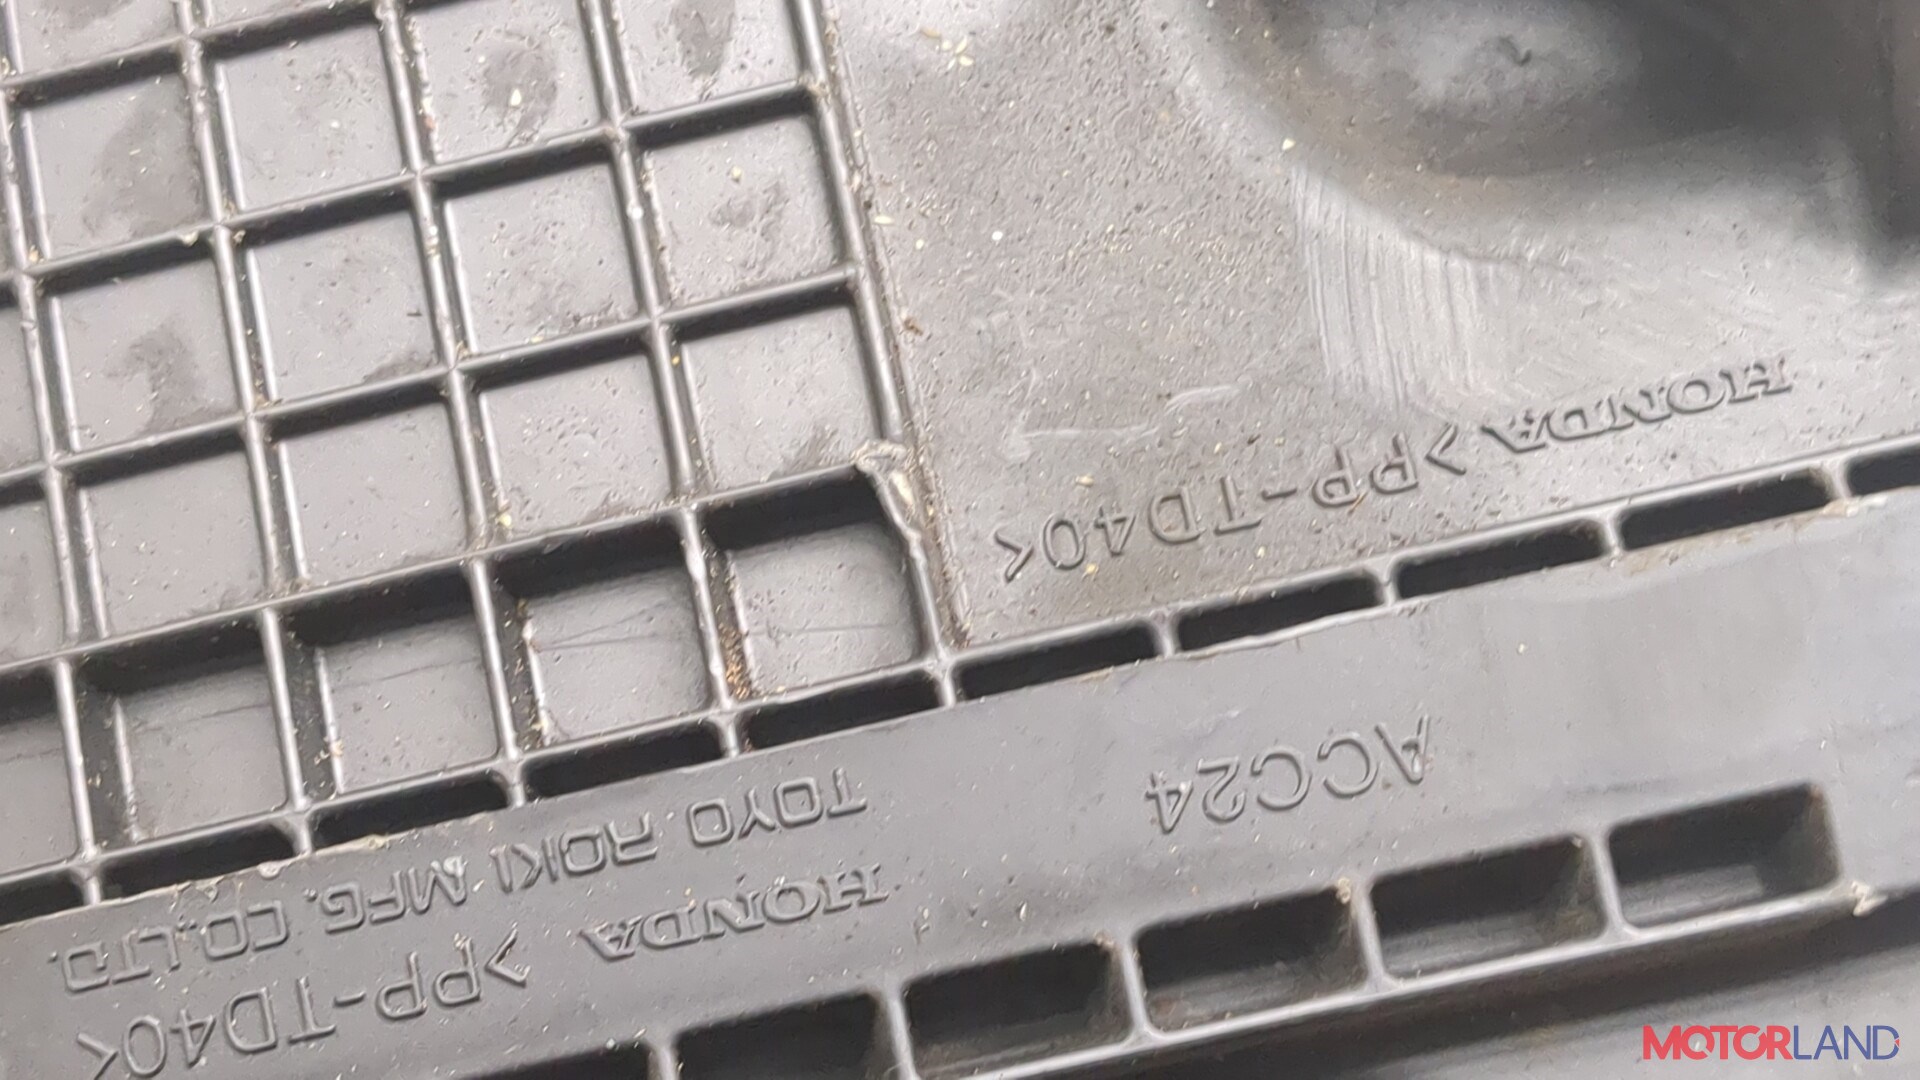 ACC24
HONDA >PP-TD40<
TOYO ROKI MFG. CO.,LTD.
HONDA >PP-TD40<
MOTORLAND